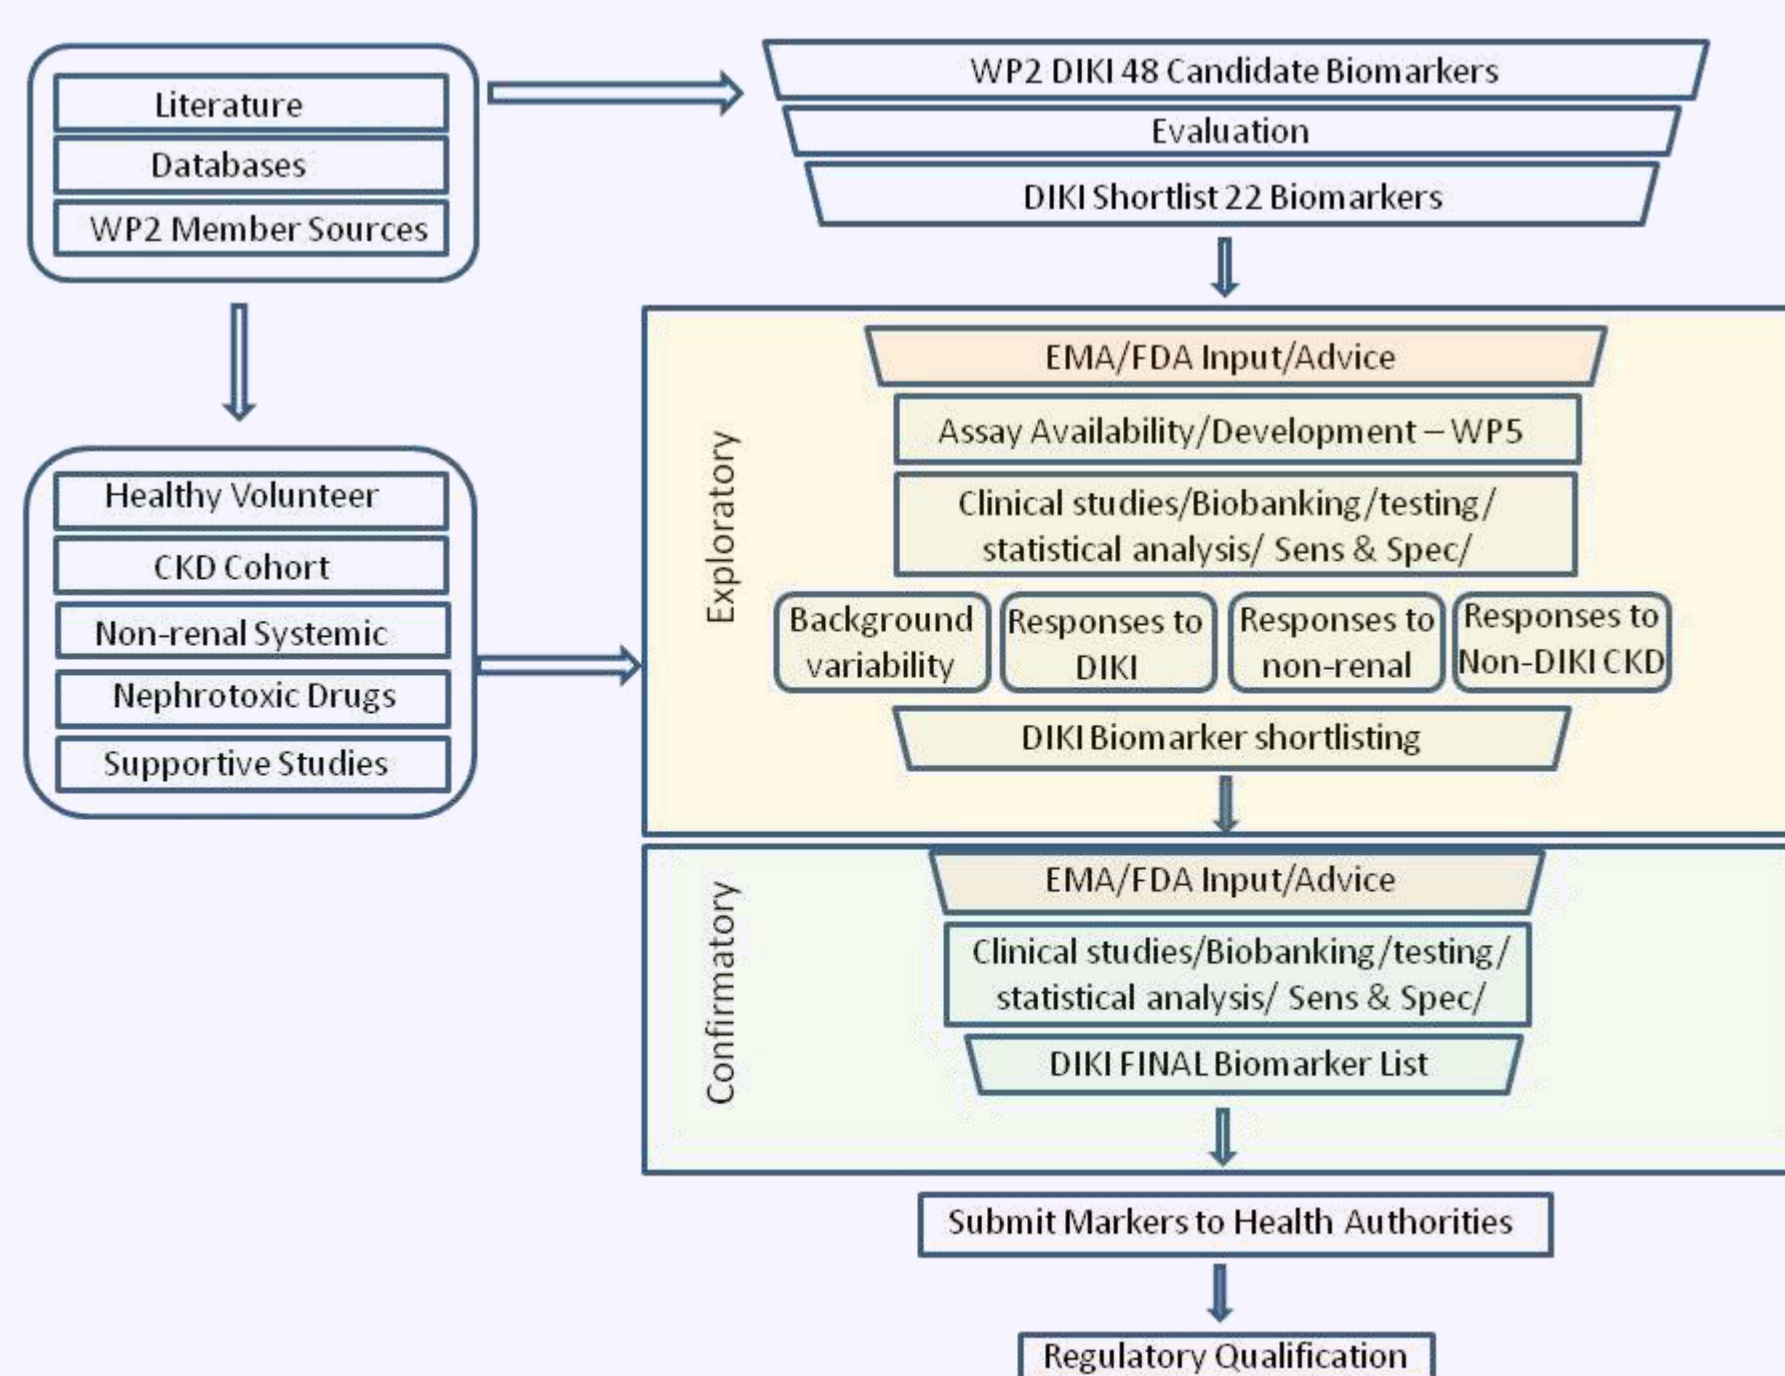 Literature
Databases
WP2 Member Sources
WP2 DIKI 48 Candidate Biomarkers
Evaluation
DIKI Shortlist 22 Biomarkers
Healthy Volunteer
CKD Cohort
Non-renal Systemic
Nephrotoxic Drugs
Supportive Studies
Exploratory
EMA/FDA Input/Advice
Assay Availability/Development – WP5
Clinical studies/Biobanking/testing/
statistical analysis/ Sens & Spec/
Background
variability
Responses to
DIKI
Responses to
non-renal
Responses to
Non-DIKI CKD
DIKI Biomarker shortlisting
Confirmatory
EMA/FDA Input/Advice
Clinical studies/Biobanking/testing/
statistical analysis/ Sens & Spec/
DIKI FINAL Biomarker List
Submit Markers to Health Authorities
Regulatory Qualification